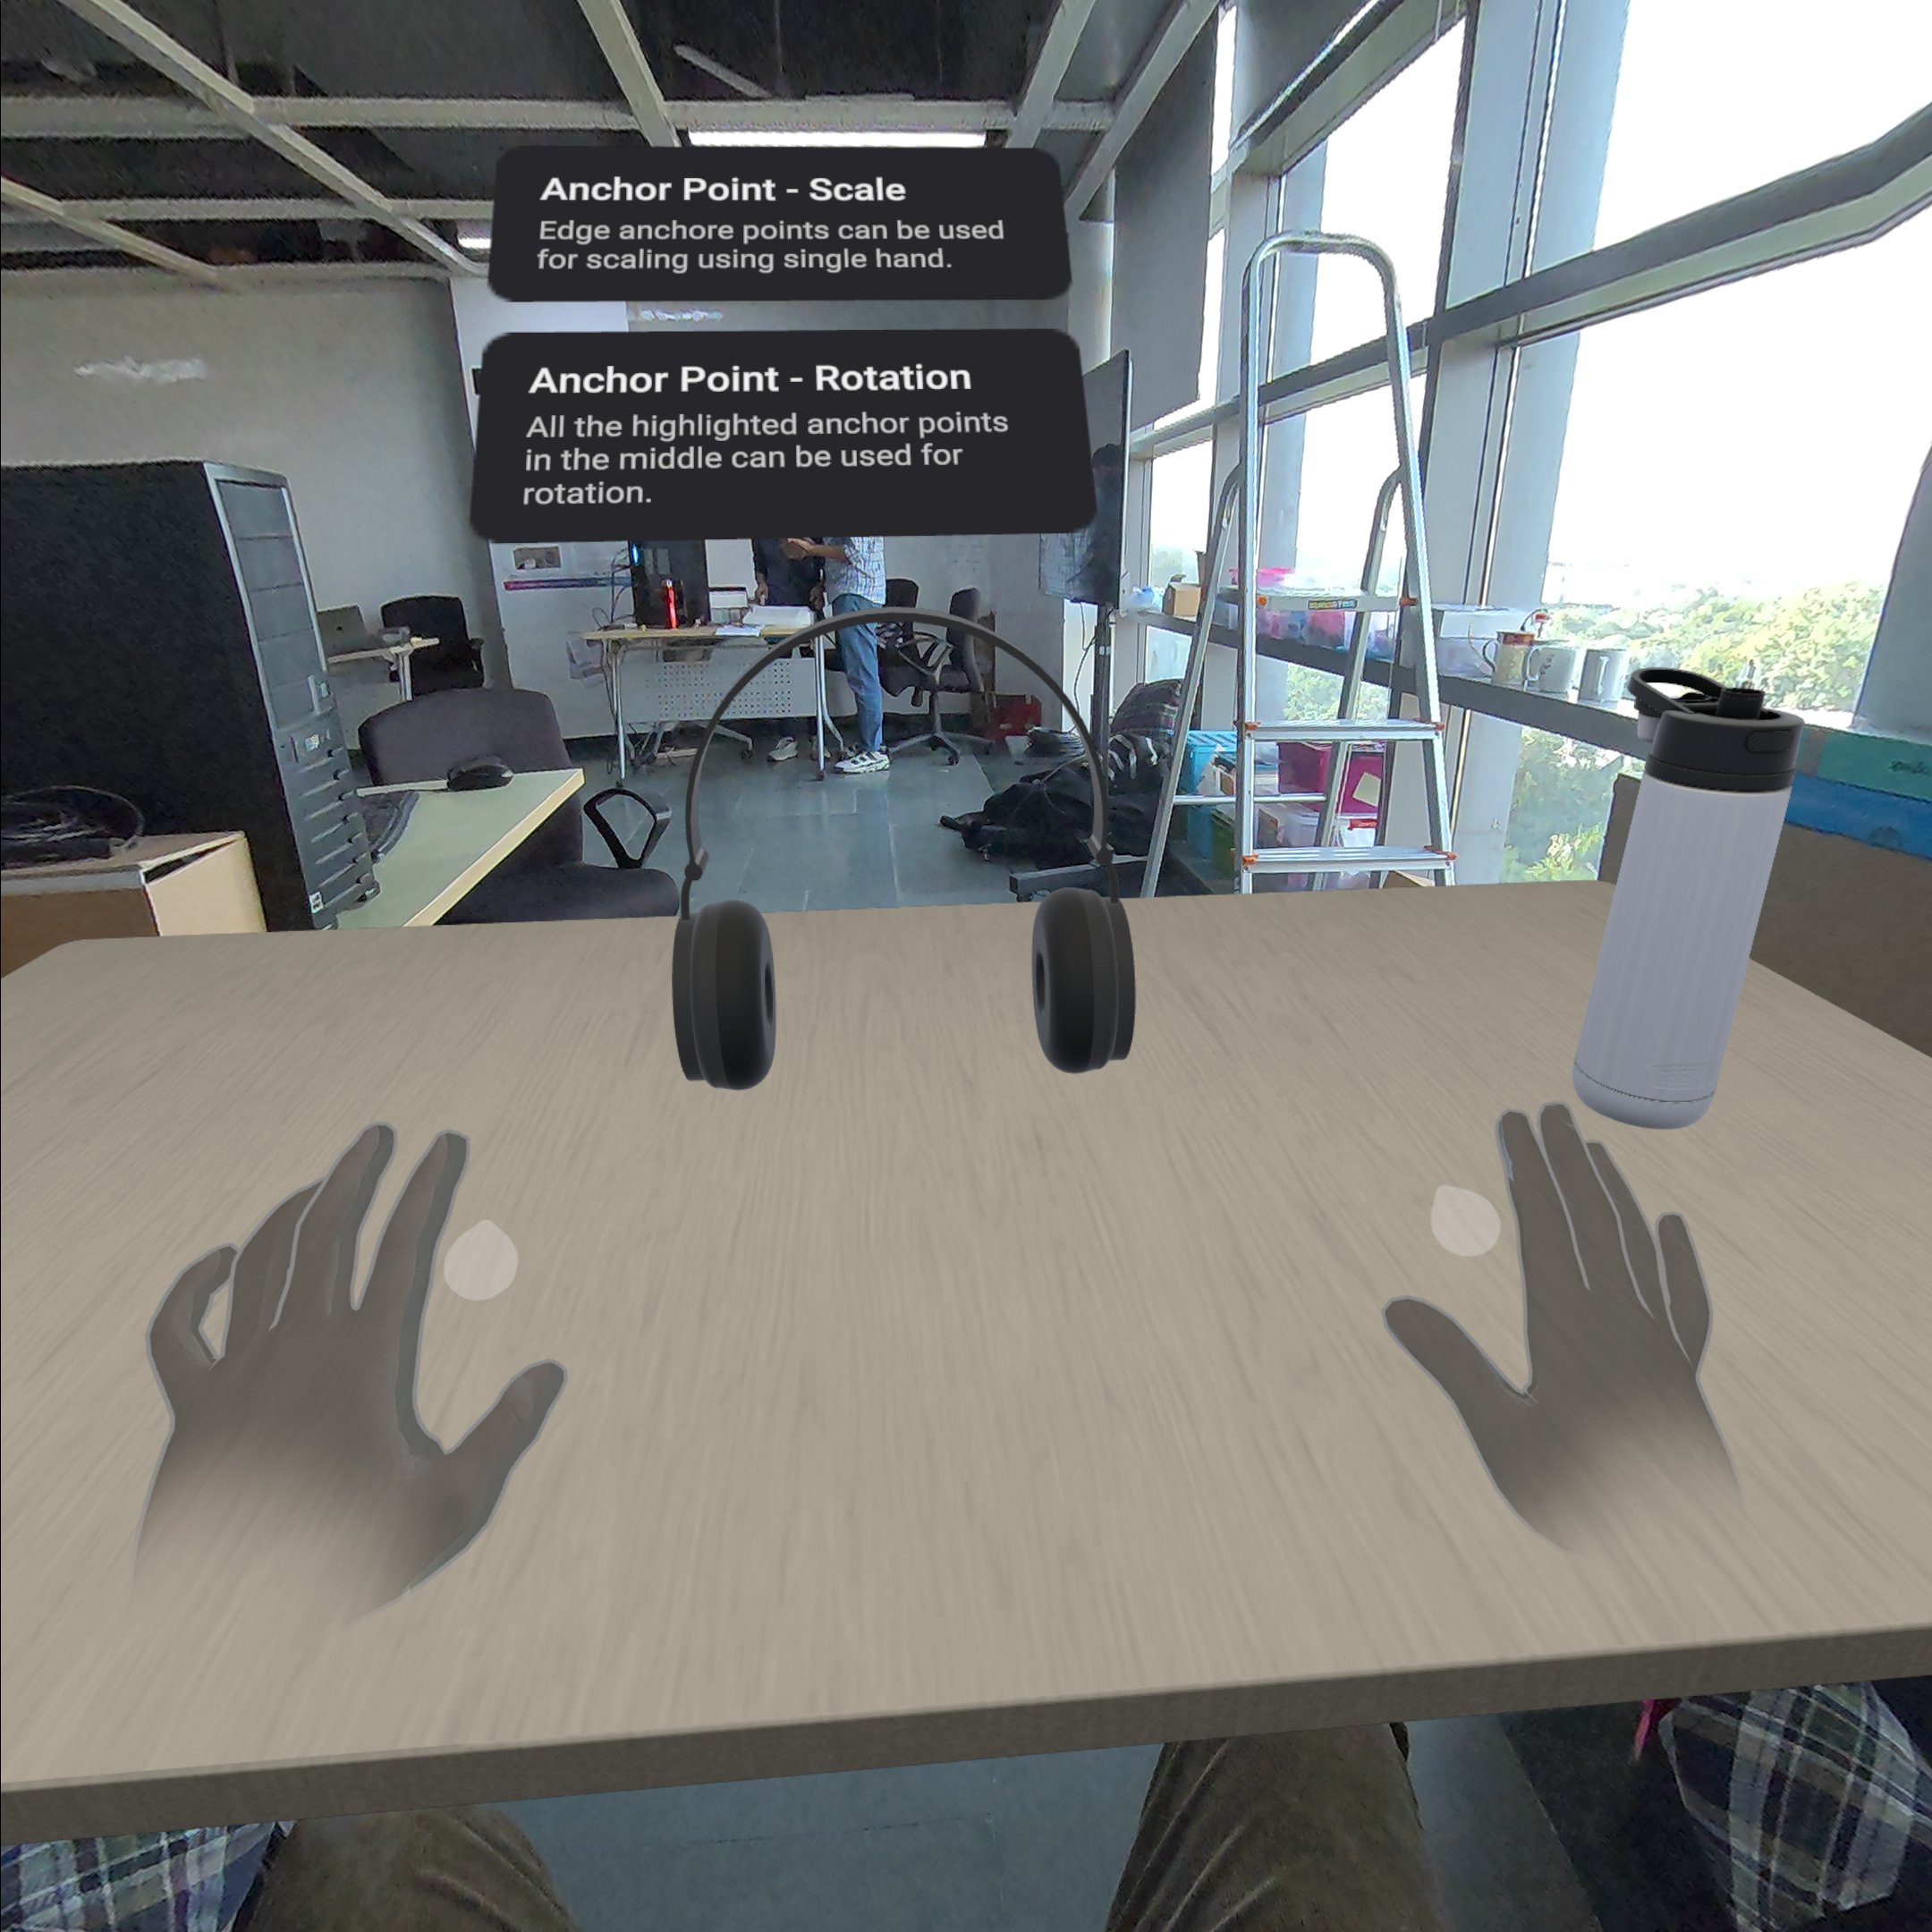 Anchor Point - Scale
Edge anchore points can be used
for scaling using single hand.
Anchor Point - Rotation
All the highlighted anchor points
in the middle can be used for
rotation.